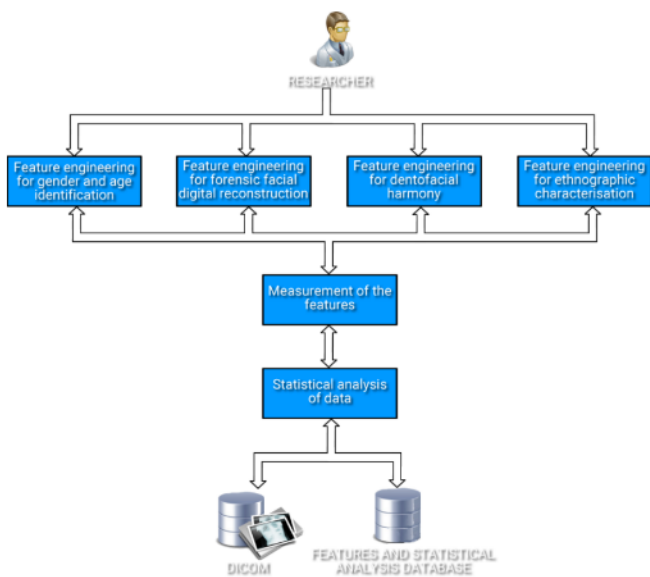 RESEARCHER
Feature engineering
for gender and age
identification
Feature engineering
for forensic facial
digital reconstruction
Feature engineering
for dentofacial
harmony
Feature engineering
for ethnographic
characterisation
Measurement of the
features
Statistical analysis
of data
DICOM
FEATURES AND STATISTICAL
ANALYSIS DATABASE